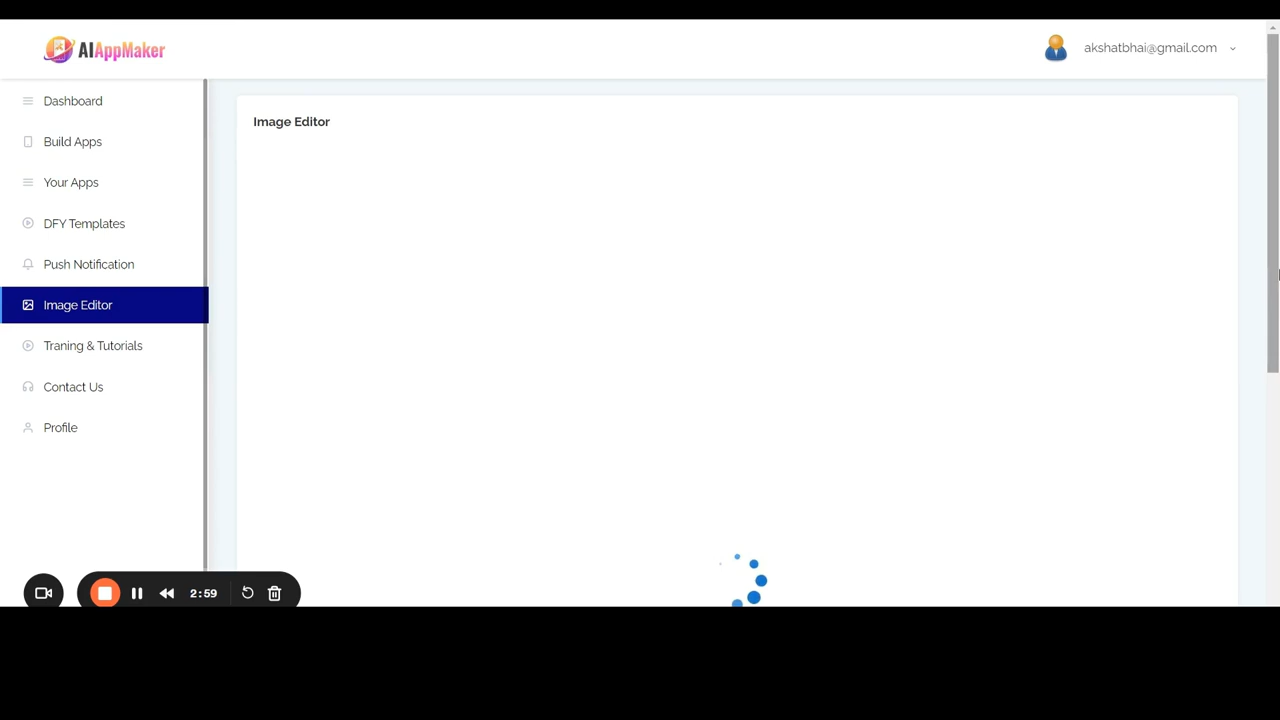 AIAppMaker
akshatbhai@gmail.com
Dashboard
Build Apps
Your Apps
DFY Templates
Push Notification
Image Editor
Traning & Tutorials
Contact Us
Profile
Image Editor
2:59